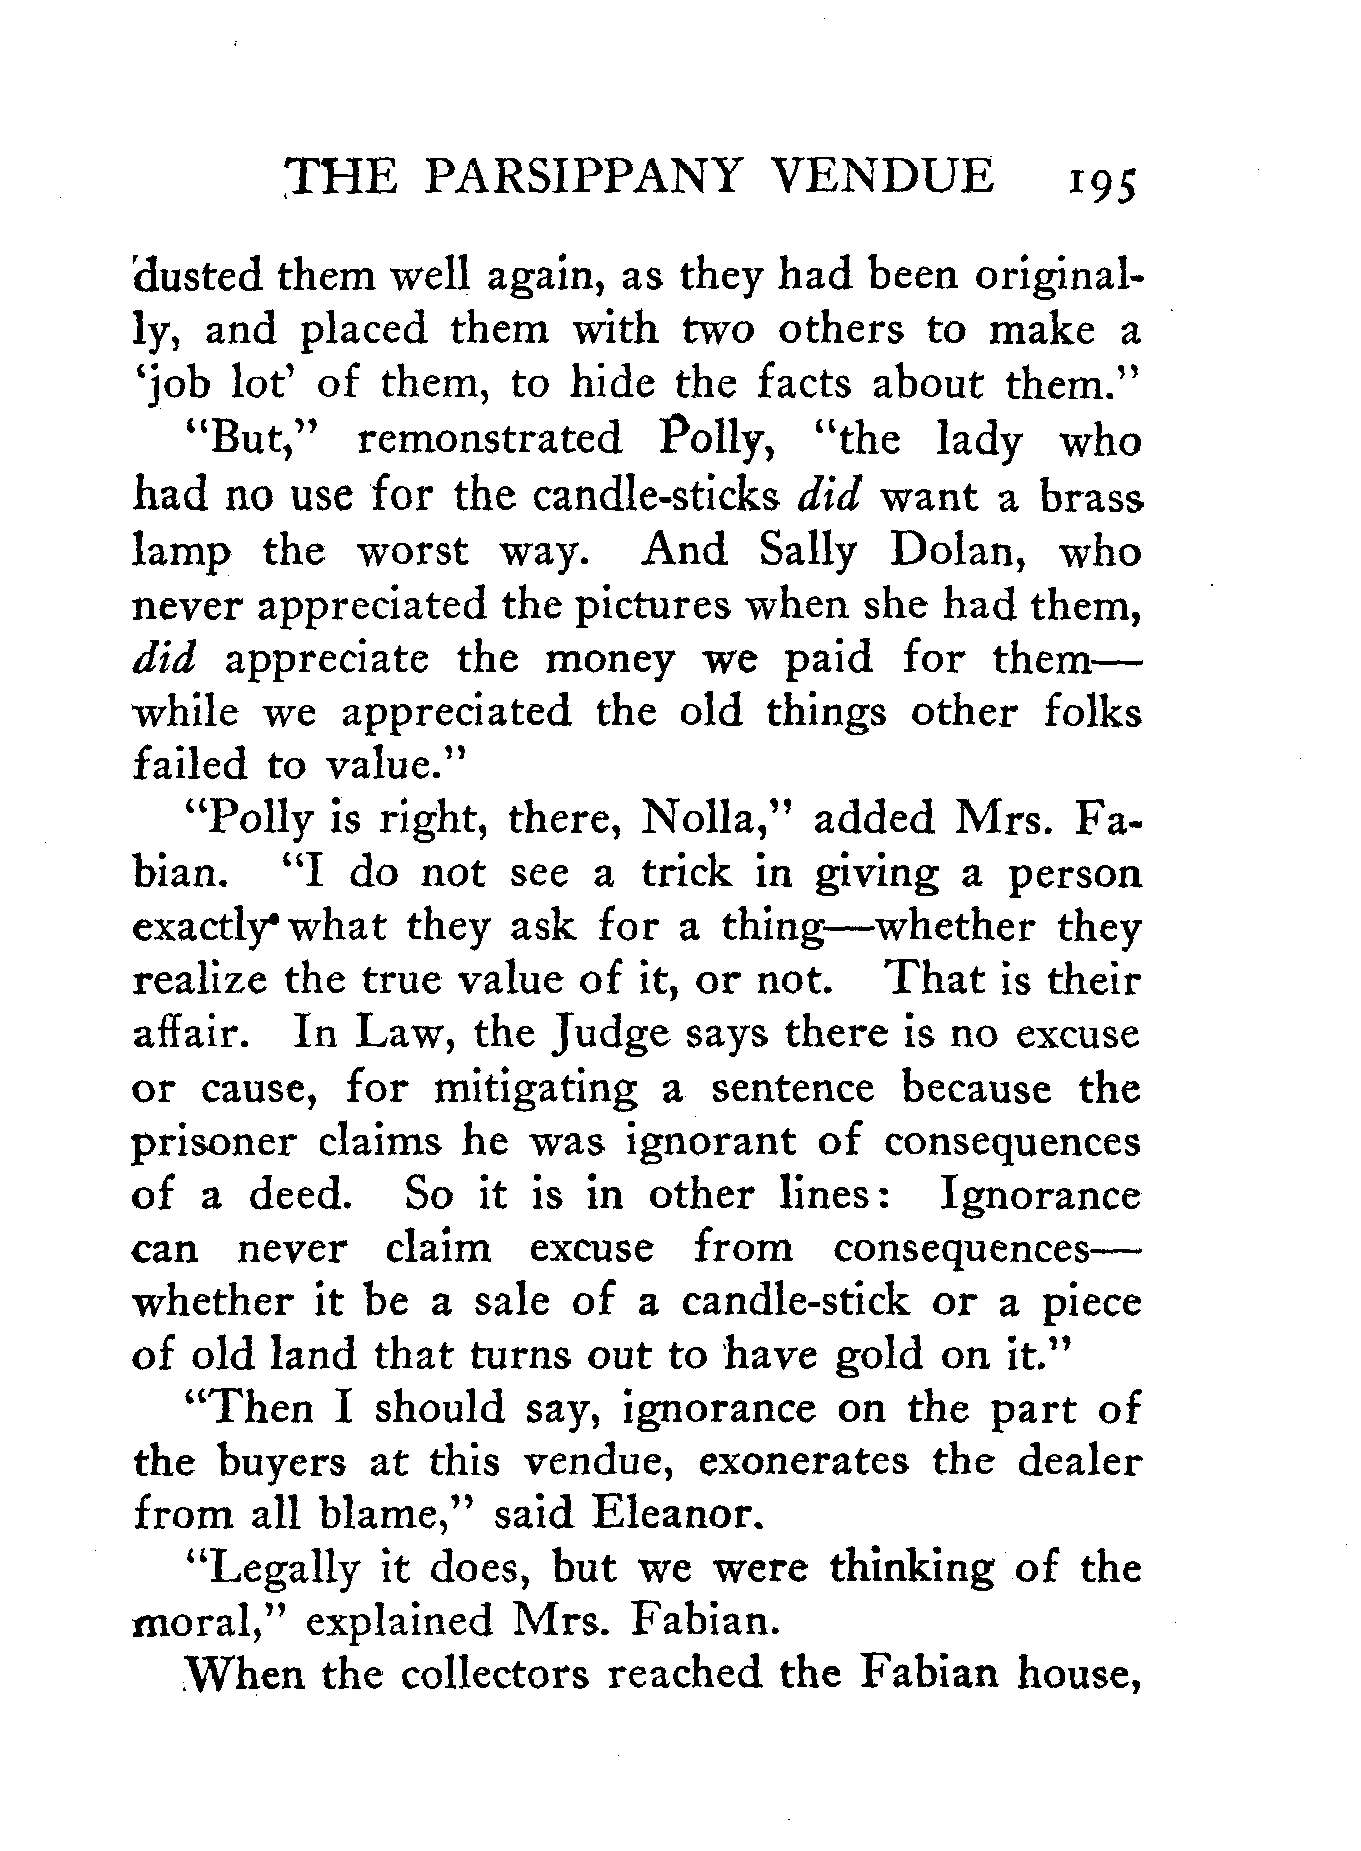 THE PARSIPPANY VENDUE 195
dusted them well again, as they had been original-
ly, and placed them with two others to make a
‘job lot’ of them, to hide the facts about them.”
“But,” remonstrated Polly, “the lady who
had no use for the candle-sticks did want a brass
lamp the worst way. And Sally Dolan, who
never appreciated the pictures when she had them,
did appreciate the money we paid for them—
while we appreciated the old things other folks
failed to value.”
“Polly is right, there, Nolla,” added Mrs. Fa-
bian. “I do not see a trick in giving a person
exactly what they ask for a thing—whether they
realize the true value of it, or not. That is their
affair. In Law, the Judge says there is no excuse
or cause, for mitigating a sentence because the
prisoner claims he was ignorant of consequences
of a deed. So it is in other lines: Ignorance
can never claim excuse from consequences—
whether it be a sale of a candle-stick or a piece
of old land that turns out to have gold on it.”
“Then I should say, ignorance on the part of
the buyers at this vendue, exonerates the dealer
from all blame,” said Eleanor.
“Legally it does, but we were thinking of the
moral,” explained Mrs. Fabian.
When the collectors reached the Fabian house,